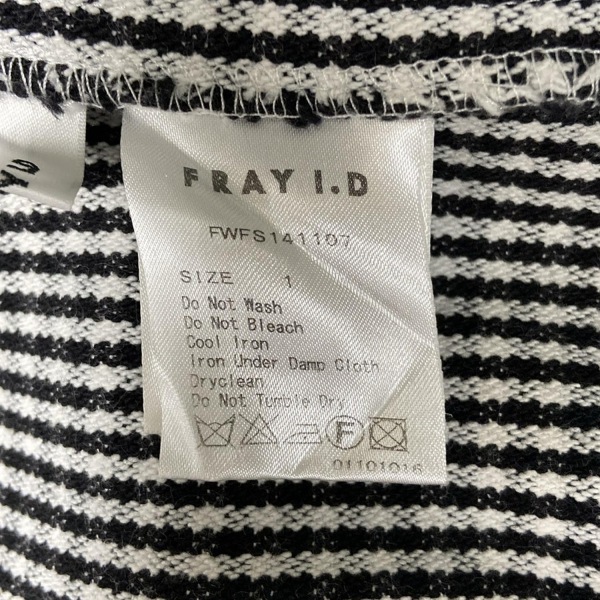 FRAY I.D
FWFS141107
SIZE 1
Do Not Wash
Do Not Bleach
Cool Iron
Iron Under Damp Cloth
Dryclean
Do Not Tumble Dry
F
01101016